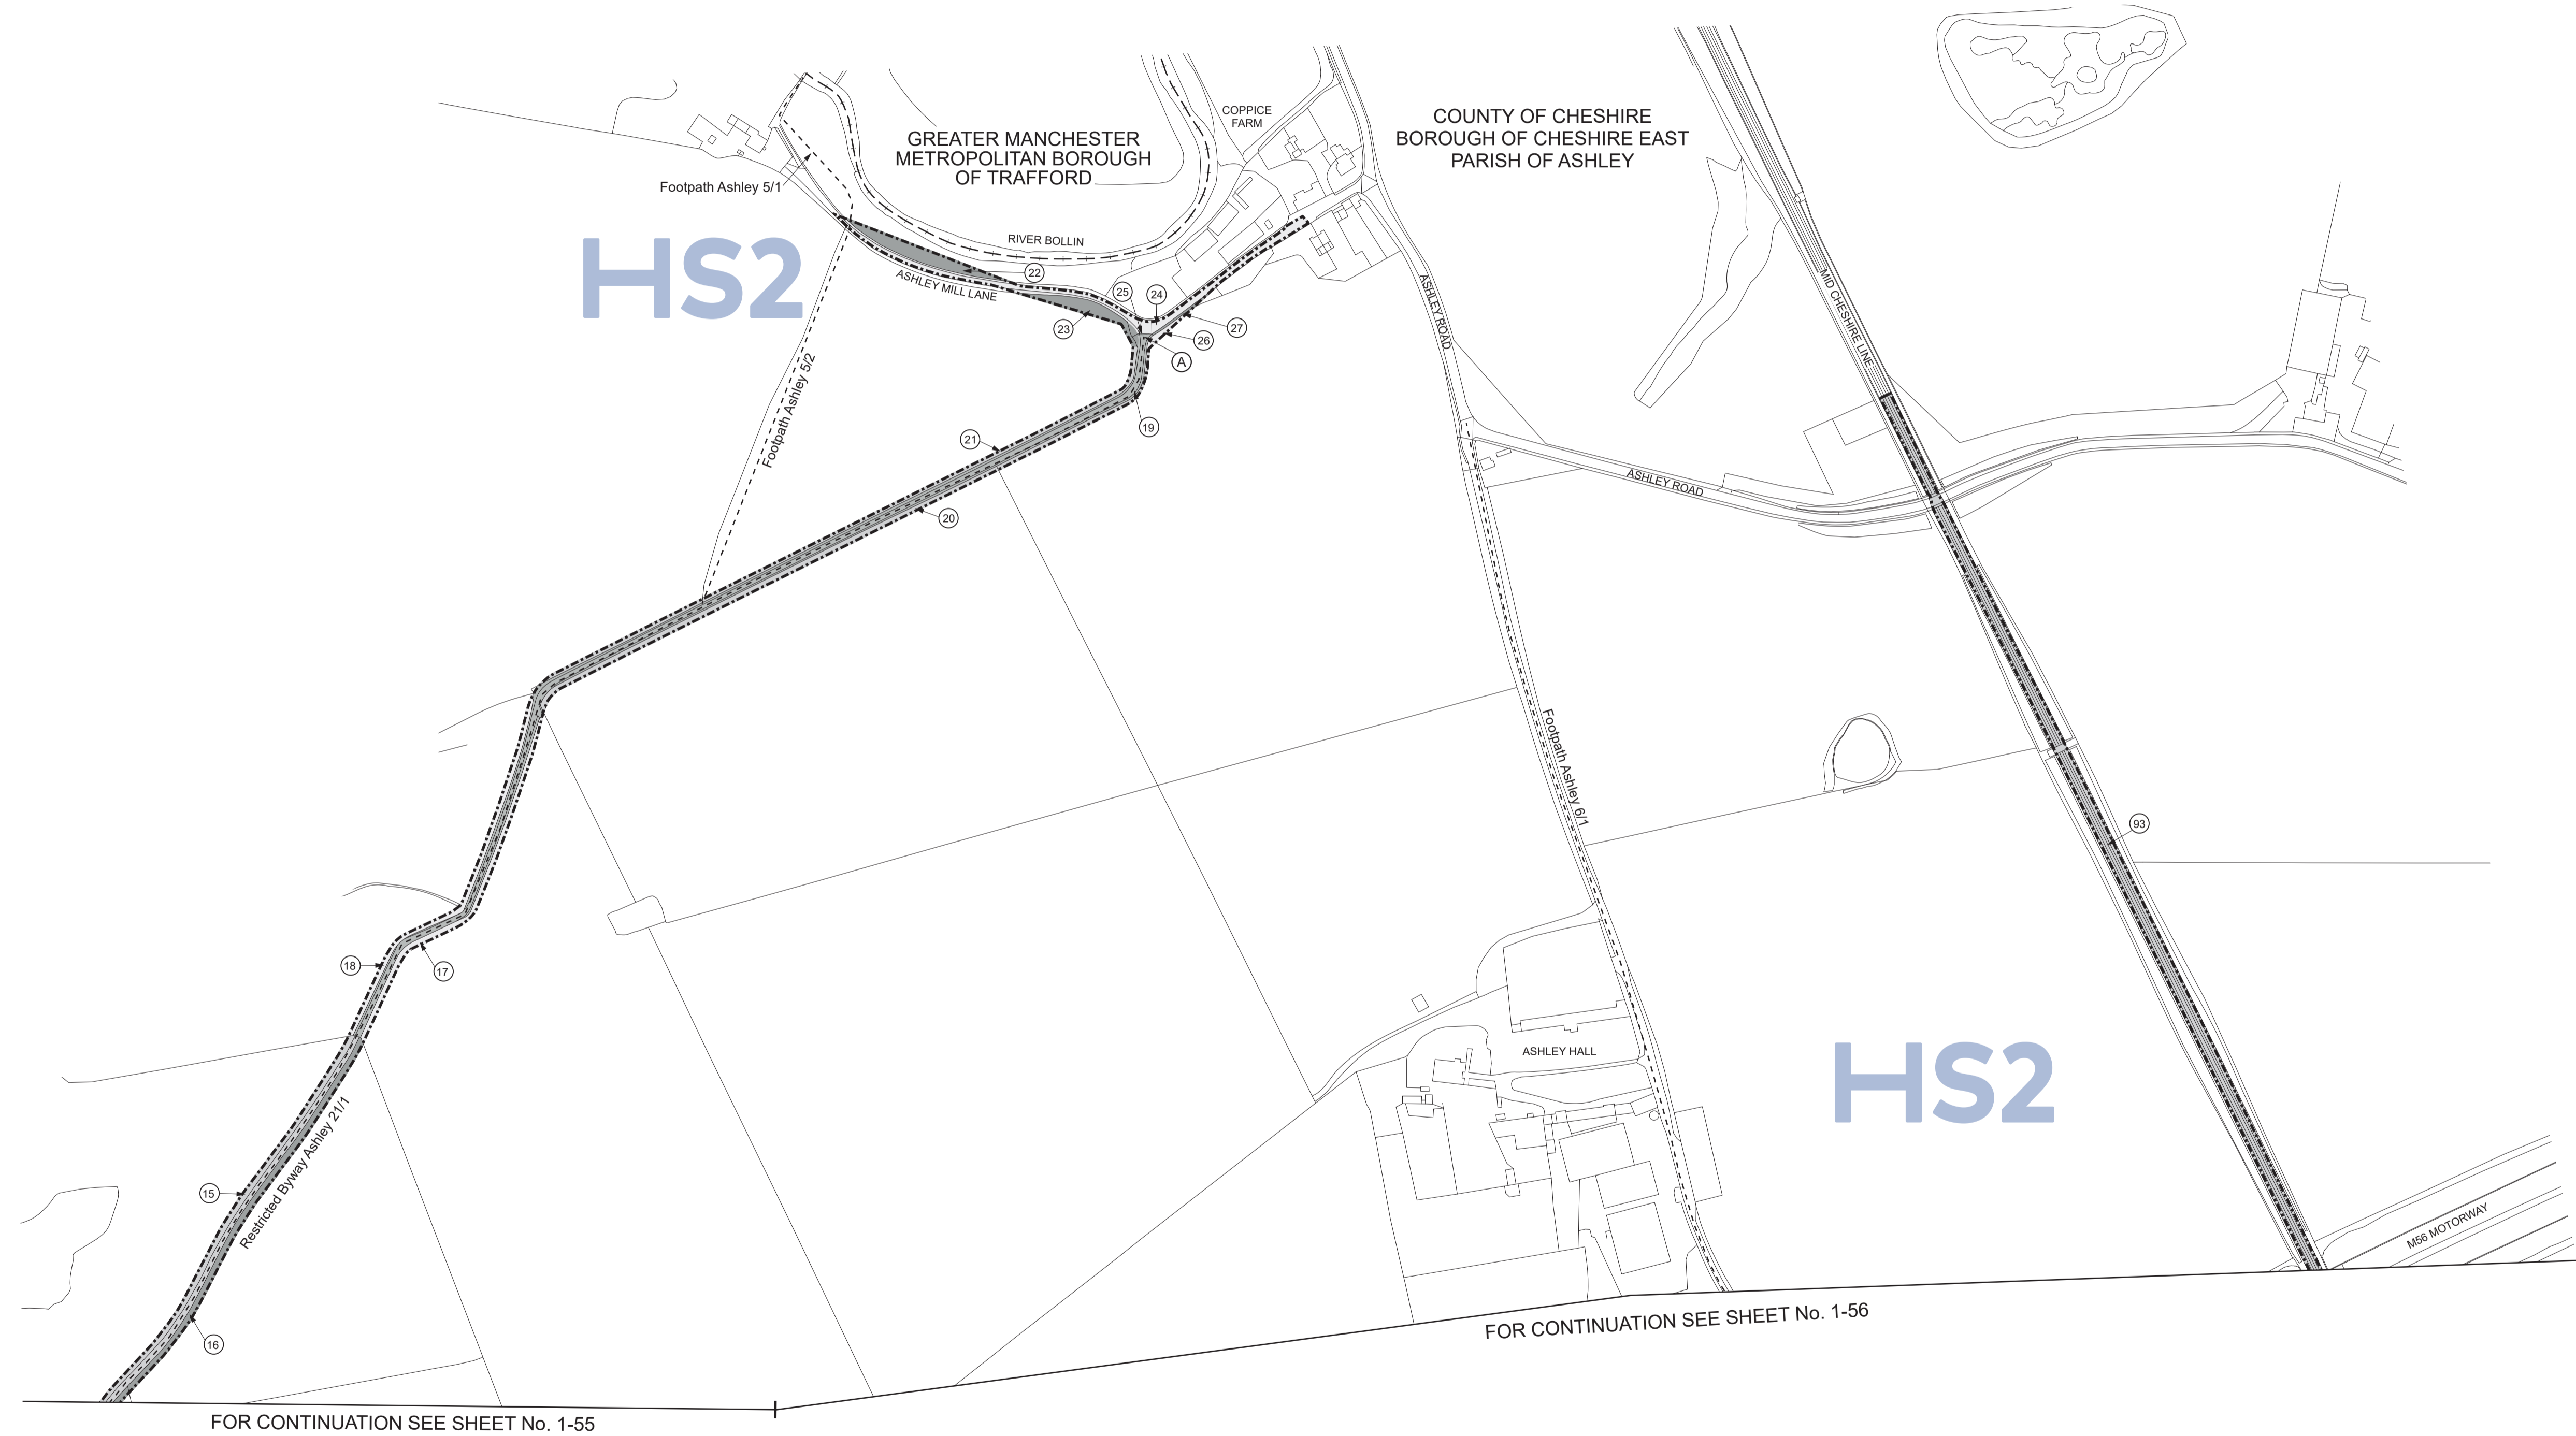 COPPICE
FARM
COUNTY OF CHESHIRE
BOROUGH OF CHESHIRE EAST
PARISH OF ASHLEY
GREATER MANCHESTER
METROPOLITAN BOROUGH
OF TRAFFORD
Footpath Ashley 5/1
RIVER BOLLIN
HS2
22
ASHLEY MILL LANE
25
24
23
27
26
A
ASHLEY ROAD
MID CHESHIRE LINE
Footpath Ashley 5/2
19
21
20
ASHLEY ROAD
Footpath Ashley 6/1
93
18
17
ASHLEY HALL
HS2
Restricted Byway Ashley 21/1
15
16
M56 MOTORWAY
FOR CONTINUATION SEE SHEET No. 1-56
FOR CONTINUATION SEE SHEET No. 1-55